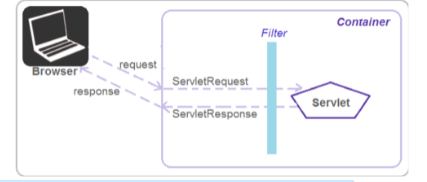 Container
Filter
Browser
request
response
ServletRequest
ServletResponse
Servlet